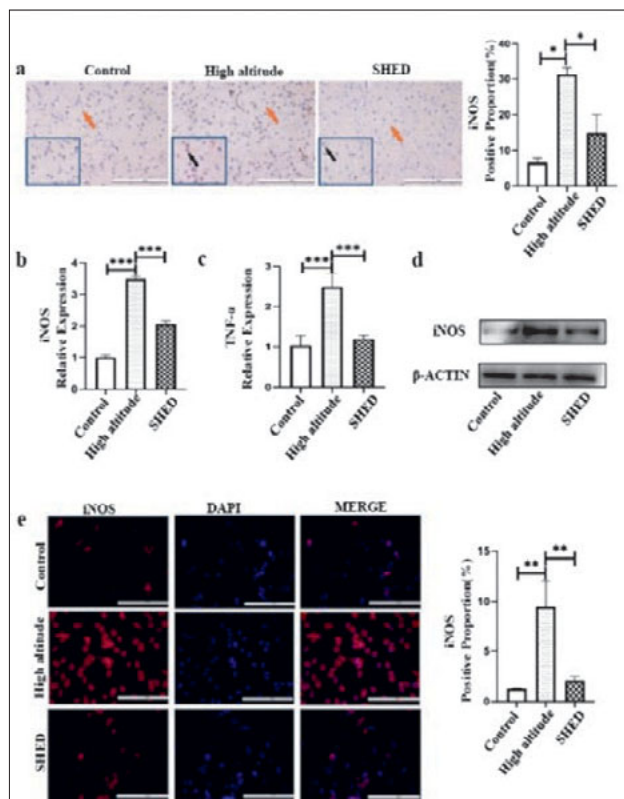 a
Control
High altitude
SHED
iNOS
Positive Proportion(%)
40
30
20
10
0
*
*
Control
High altitude
SHED
b
iNOS
Relative Expression
4
3
2
1
0
***
***
Control
High altitude
SHED
c
TNF-α
Relative Expression
3
2
1
0
***
***
Control
High altitude
SHED
d
iNOS
β-ACTIN
Control
High altitude
SHED
e
iNOS
DAPI
MERGE
Control
High altitude
SHED
iNOS
Positive Proportion(%)
15
10
5
0
**
**
Control
High altitude
SHED